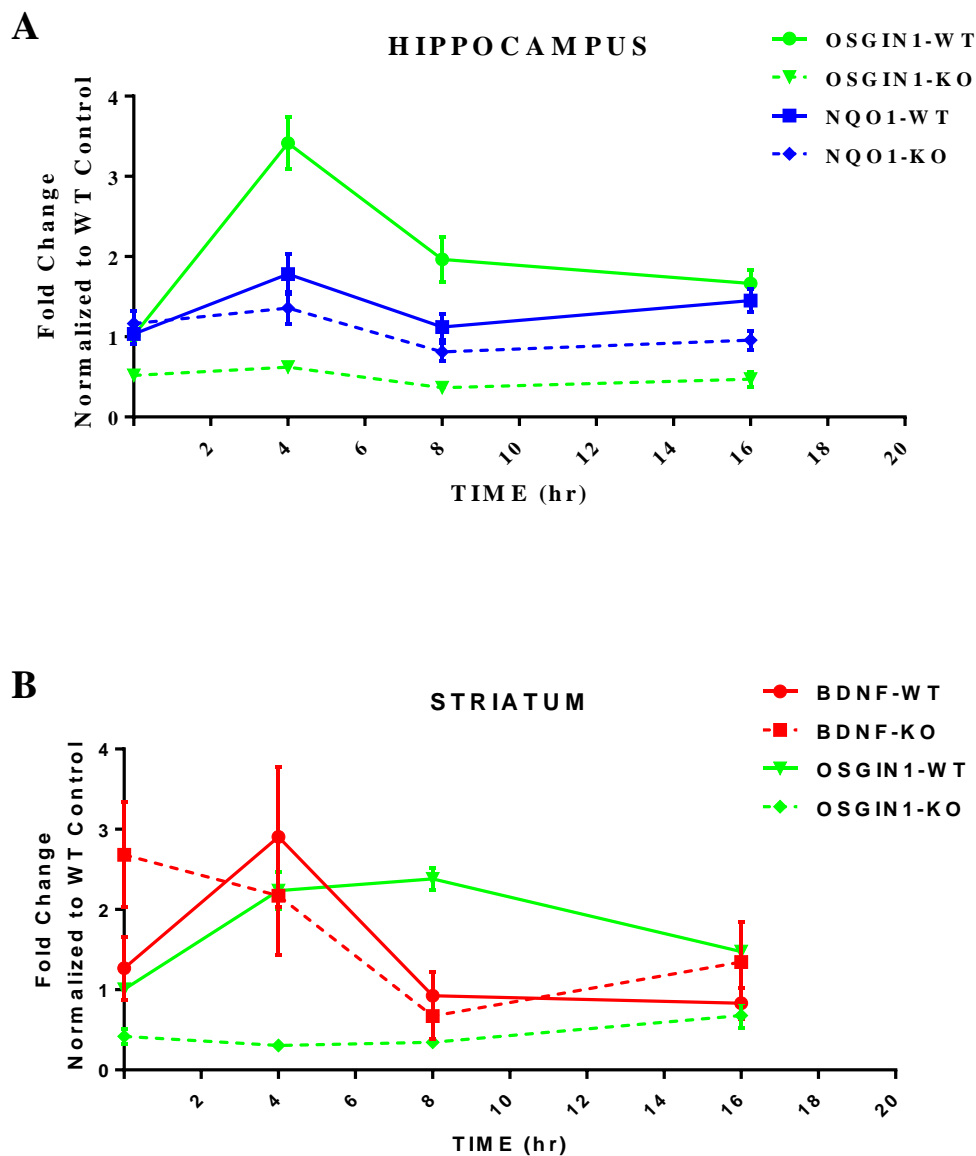 A
HIPPOCAMPUS
OSGIN1-WT
OSGIN1-KO
NQO1-WT
NQO1-KO
Fold Change
Normalized to WT Control
4
3
2
1
0
2 4 6 8 10 12 14 16 18 20
TIME (hr)
B
STRIATUM
BDNF-WT
BDNF-KO
OSGIN1-WT
OSGIN1-KO
Fold Change
Normalized to WT Control
4
3
2
1
0
2 4 6 8 10 12 14 16 18 20
TIME (hr)